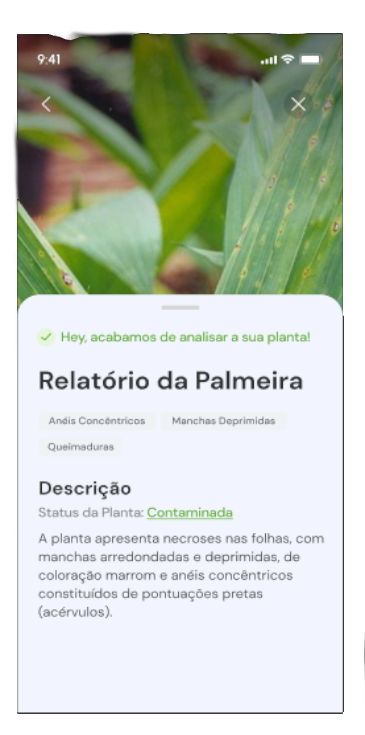 9:41
Hey, acabamos de analisar a sua planta!
Relatório da Palmeira
Anéis Concêntricos Manchas Deprimidas
Queimaduras
Descrição
Status da Planta: Contaminada
A planta apresenta necroses nas folhas, com
manchas arredondadas e deprimidas, de
coloração marrom e anéis concêntricos
constituídos de pontuações pretas
(acérvulos).